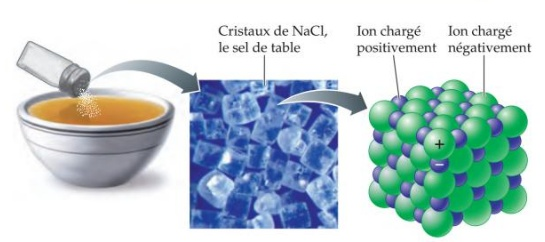 Cristaux de NaCl,
le sel de table
Ion chargé
positivement
Ion chargé
négativement
+
−